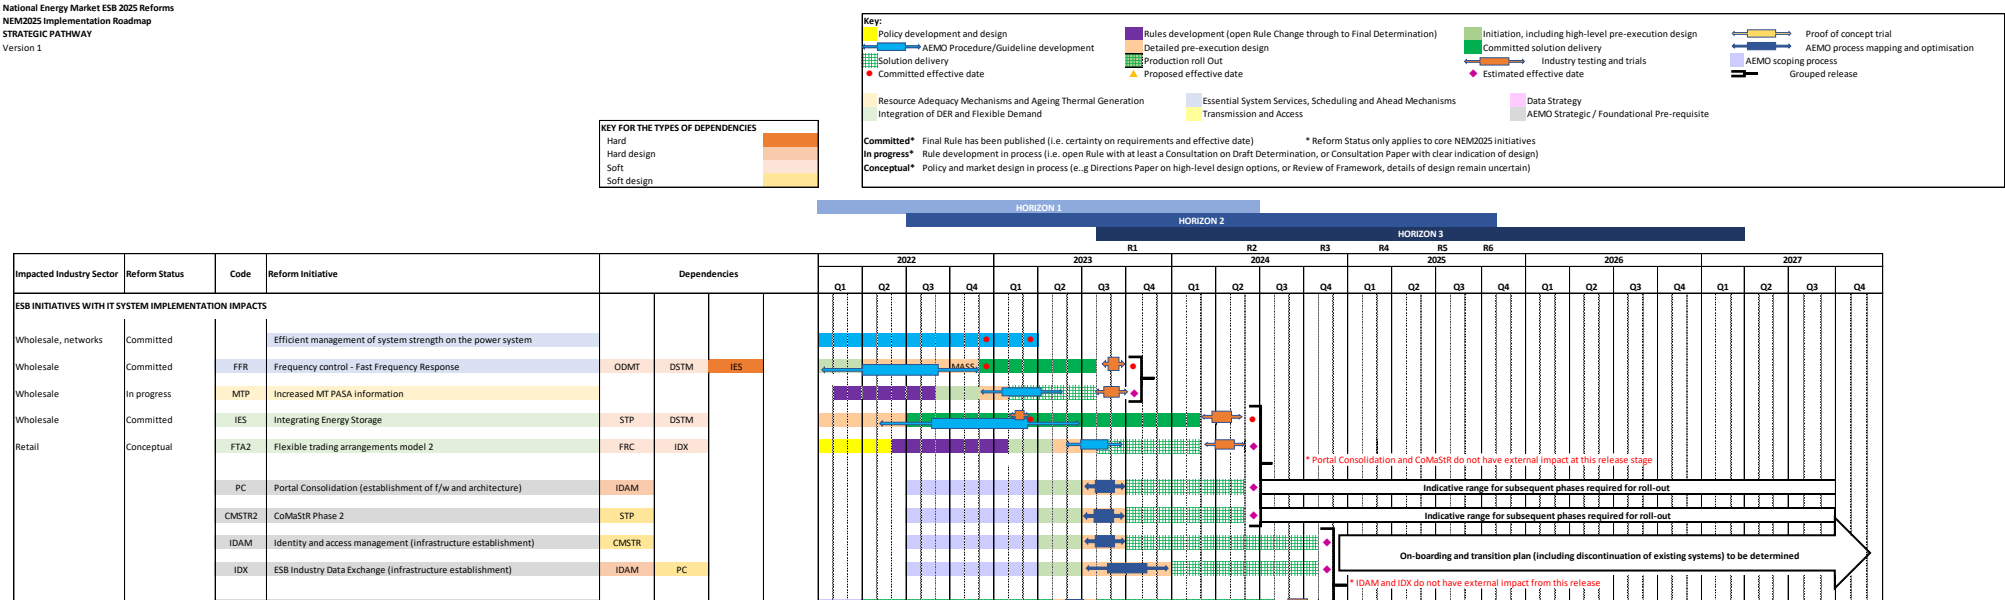 National Energy Market ESB 2025 Reforms
NEM2025 Implementation Roadmap
STRATEGIC PATHWAY
Version 1
Key:
Policy development and design
Rules development (open Rule Change through to Final Determination)
Initiation, including high-level pre-execution design
Proof of concept trial
AEMO Procedure/Guideline development
Detailed pre-execution design
Committed solution delivery
AEMO process mapping and optimisation
Solution delivery
Production roll Out
Industry testing and trials
AEMO scoping process
Committed effective date
Proposed effective date
Estimated effective date
Grouped release
Resource Adequacy Mechanisms and Ageing Thermal Generation
Essential System Services, Scheduling and Ahead Mechanisms
Data Strategy
Integration of DER and Flexible Demand
Transmission and Access
AEMO Strategic / Foundational Pre-requisite
Committed* Final Rule has been published (i.e. certainty on requirements and effective date) * Reform Status only applies to core NEM2025 initiatives
In progress* Rule development in process (i.e. open Rule with at least a Consultation on Draft Determination, or Consultation Paper with clear indication of design)
Conceptual* Policy and market design in process (e..g Directions Paper on high-level design options, or Review of Framework, details of design remain uncertain)
KEY FOR THE TYPES OF DEPENDENCIES
Hard
Hard design
Soft
Soft design
HORIZON 1
HORIZON 2
HORIZON 3
R1 R2 R3 R4 R5 R6
Impacted Industry Sector Reform Status Code Reform Initiative Dependencies
2022 2023 2024 2025 2026 2027
Q1 Q2 Q3 Q4 Q1 Q2 Q3 Q4 Q1 Q2 Q3 Q4 Q1 Q2 Q3 Q4 Q1 Q2 Q3 Q4 Q1 Q2 Q3 Q4
ESB INITIATIVES WITH IT SYSTEM IMPLEMENTATION IMPACTS
Wholesale, networks Committed Efficient management of system strength on the power system
Wholesale Committed FFR Frequency control - Fast Frequency Response ODMT DSTM IES MASS
Wholesale In progress MTP Increased MT PASA information
Wholesale Committed IES Integrating Energy Storage STP DSTM
Retail Conceptual FTA2 Flexible trading arrangements model 2 FRC IDX
* Portal Consolidation and CoMaStR do not have external impact at this release stage
PC Portal Consolidation (establishment of f/w and architecture) IDAM Indicative range for subsequent phases required for roll-out
CMSTR2 CoMaStR Phase 2 STP Indicative range for subsequent phases required for roll-out
IDAM Identity and access management (infrastructure establishment) CMSTR
On-boarding and transition plan (including discontinuation of existing systems) to be determined
IDX ESB Industry Data Exchange (infrastructure establishment) IDAM PC
* IDAM and IDX do not have external impact from this release